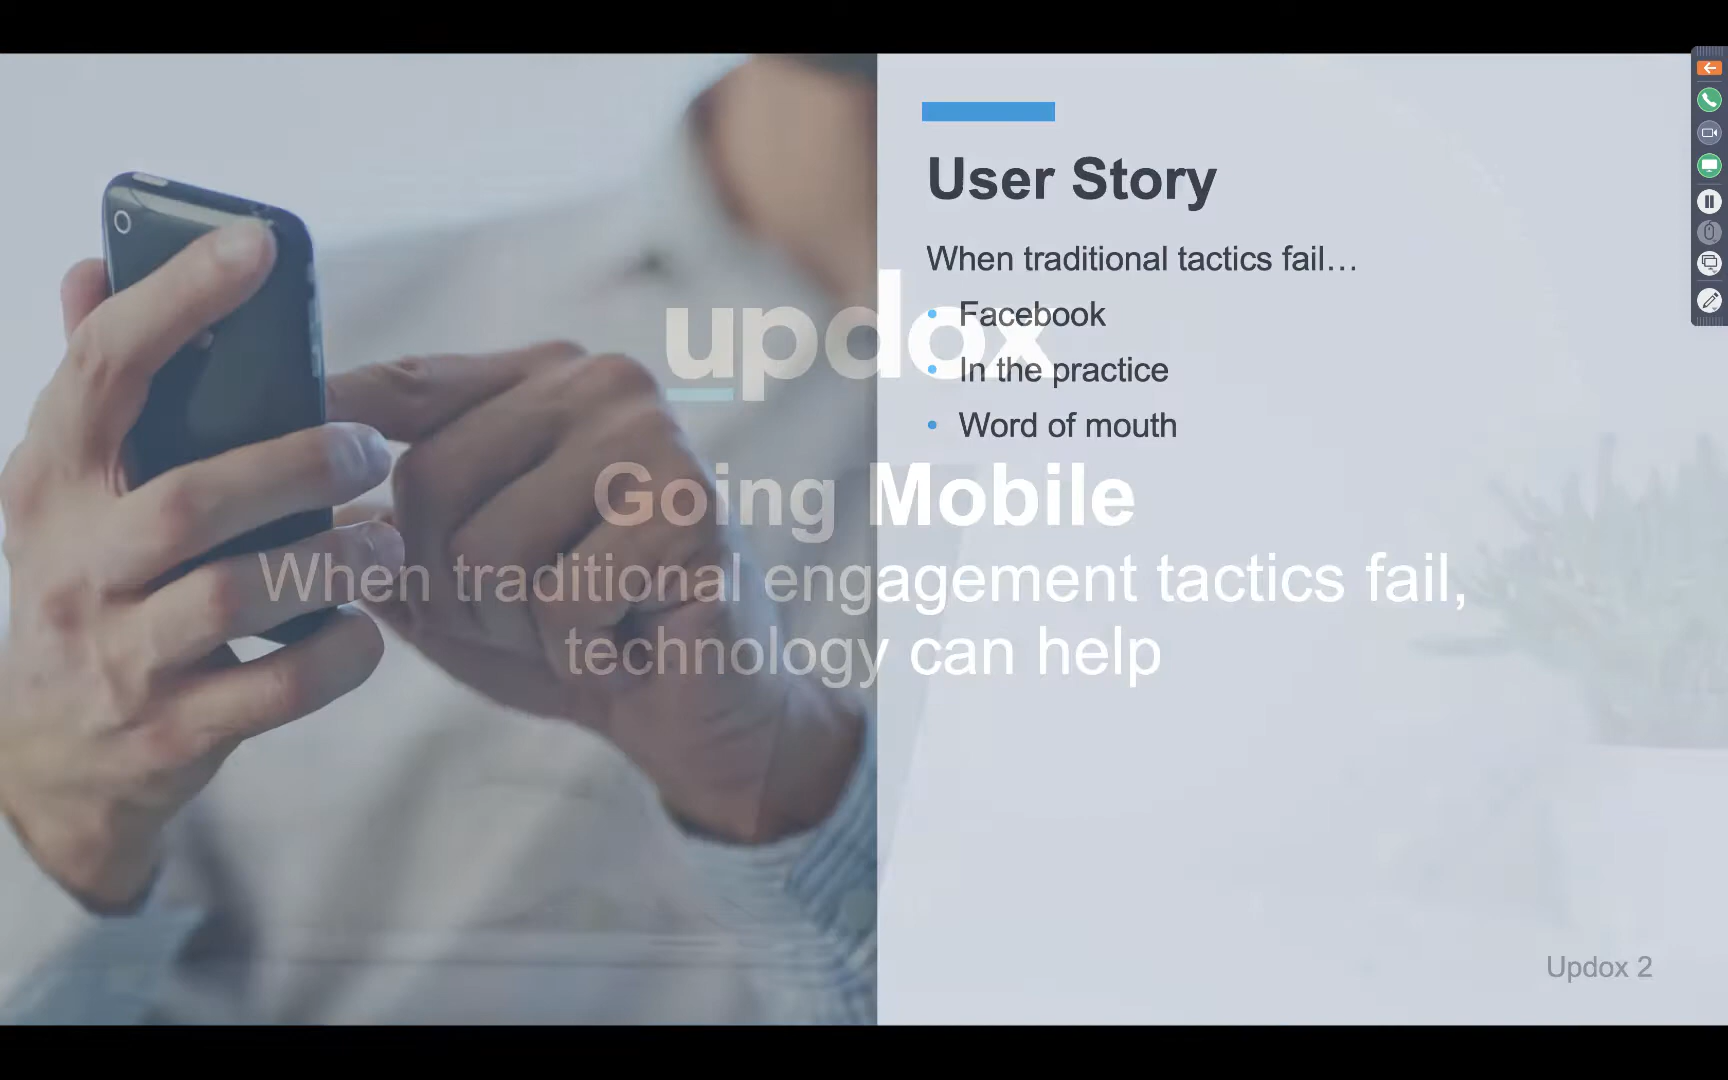 User Story
When traditional tactics fail…
• Facebook
• In the practice
• Word of mouth
updox
Going Mobile
When traditional engagement tactics fail,
technology can help
Updox 2